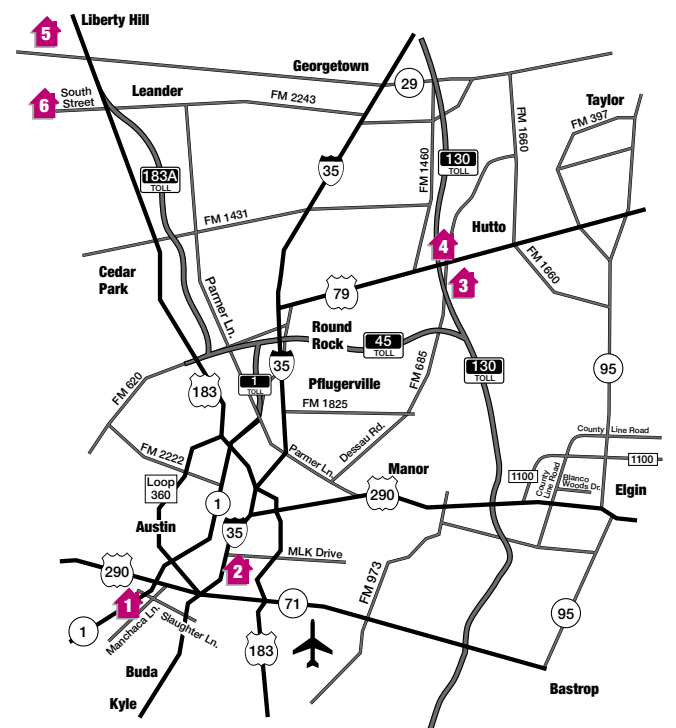 5
Liberty Hill
Georgetown
29
6
South
Street
Leander
FM 2243
Taylor
FM 397
FM 1660
183A
TOLL
35
FM 1460
130
TOLL
FM 1431
4
Hutto
Cedar
Park
3
FM 1660
Parmer Ln.
79
Round
Rock
45
TOLL
35
1
TOLL
FM 685
130
TOLL
95
FM 620
183
Pflugerville
FM 1825
Dessau Rd.
County Line Road
FM 2222
Parmer Ln.
Manor
1100
1100
County
Line Road
Blanco
Woods Dr.
Loop
360
290
Elgin
1
Austin
35
MLK Drive
290
2
FM 973
1
71
95
1
Manchaca Ln.
Slaughter Ln.
183
Buda
Kyle
Bastrop